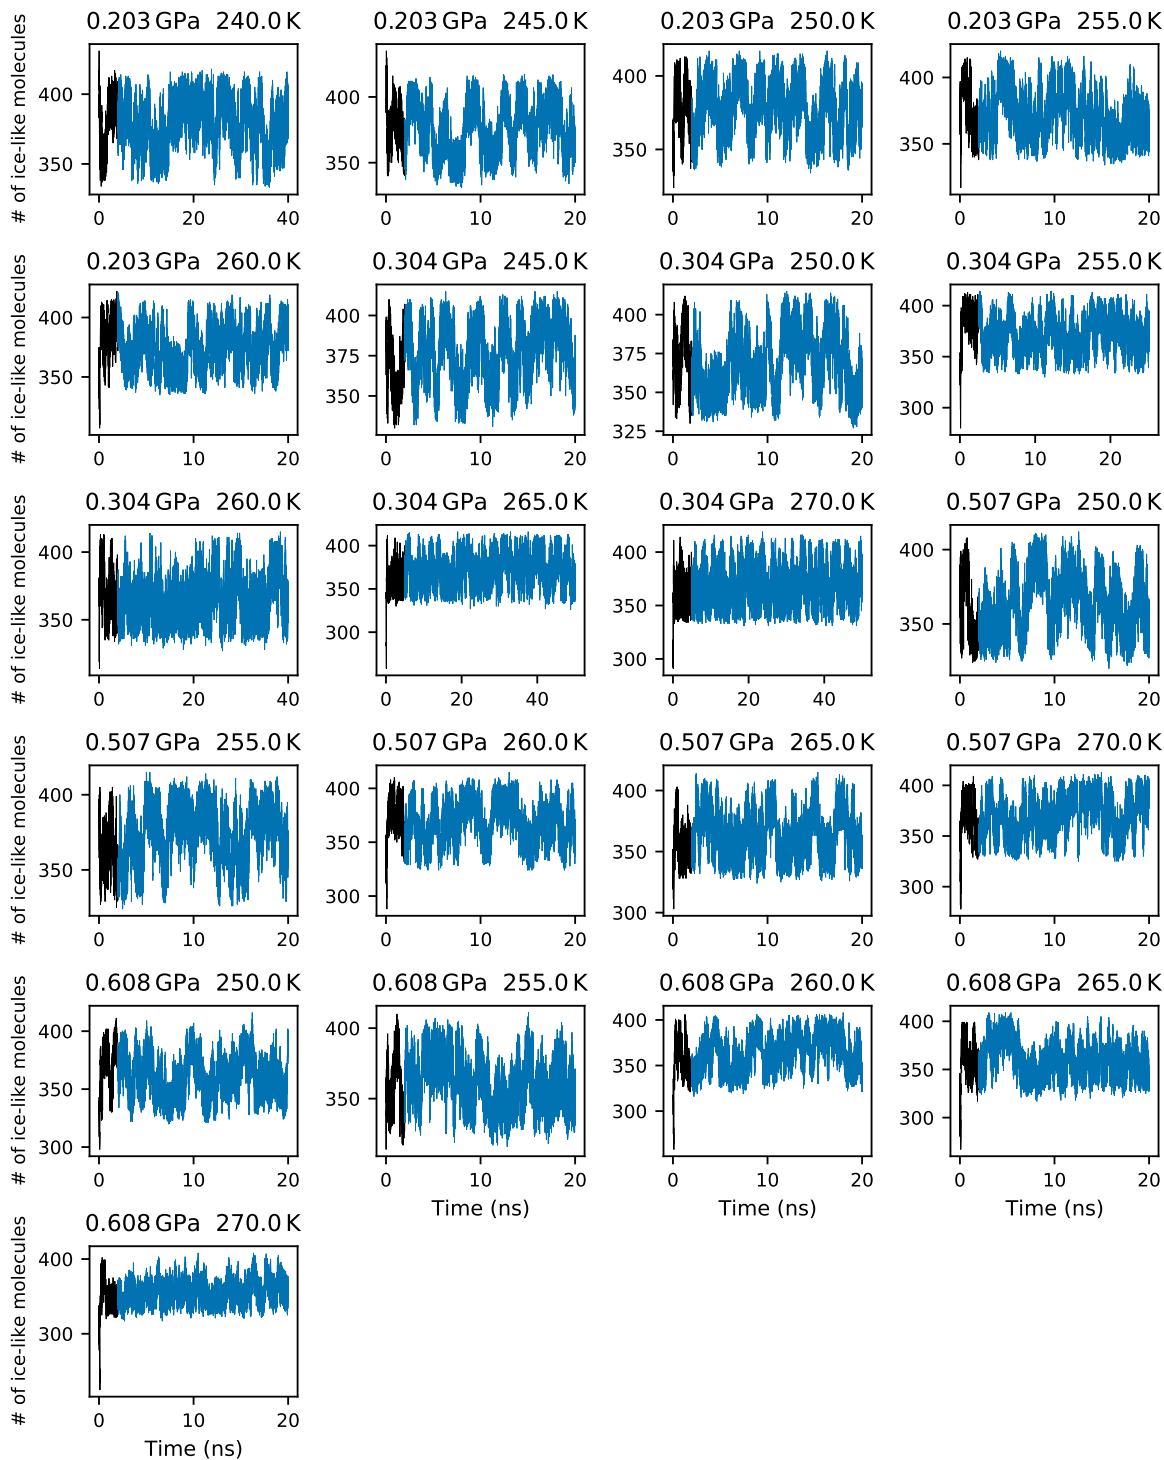 0.203 GPa 240.0 K
0.203 GPa 245.0 K
0.203 GPa 250.0 K
0.203 GPa 255.0 K
# of ice-like molecules
400
350
0 20 40
400
350
0 10 20
400
350
0 10 20
400
350
0 10 20
0.203 GPa 260.0 K
0.304 GPa 245.0 K
0.304 GPa 250.0 K
0.304 GPa 255.0 K
# of ice-like molecules
400
350
0 10 20
400
375
350
0 10 20
400
375
350
325
0 10 20
400
350
300
0 10 20
0.304 GPa 260.0 K
0.304 GPa 265.0 K
0.304 GPa 270.0 K
0.507 GPa 250.0 K
# of ice-like molecules
400
350
0 20 40
400
350
300
20 40
400
350
300
0 20 40
400
350
0 10 20
0.507 GPa 255.0 K
0.507 GPa 260.0 K
0.507 GPa 265.0 K
0.507 GPa 270.0 K
# of ice-like molecules
400
350
0 10 20
400
350
300
0 10 20
400
350
300
0 10 20
400
350
300
0 10 20
0.608 GPa 250.0 K
0.608 GPa 255.0 K
0.608 GPa 260.0 K
0.608 GPa 265.0 K
# of ice-like molecules
400
350
300
0 10 20
400
350
0 10 20
Time (ns)
400
350
300
0 10 20
Time (ns)
400
350
300
0 10 20
Time (ns)
0.608 GPa 270.0 K
# of ice-like molecules
400
300
0 10 20
Time (ns)